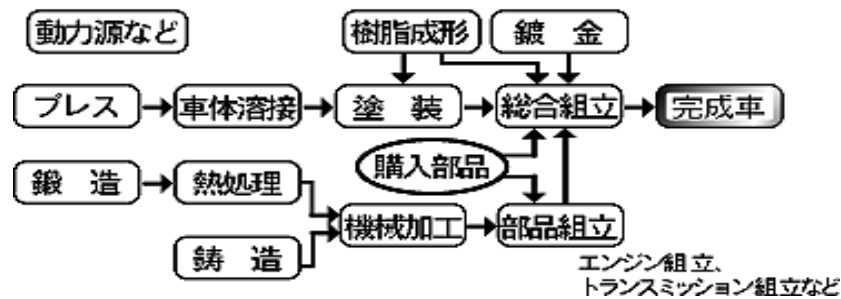 動力源など
樹脂成形
鍍 金
プレス
車体溶接
塗 装
総合組立
完成車
購入部品
鍛 造
熱処理
機械加工
部品組立
鋳 造
エンジン組立、
トランスミッション組立など